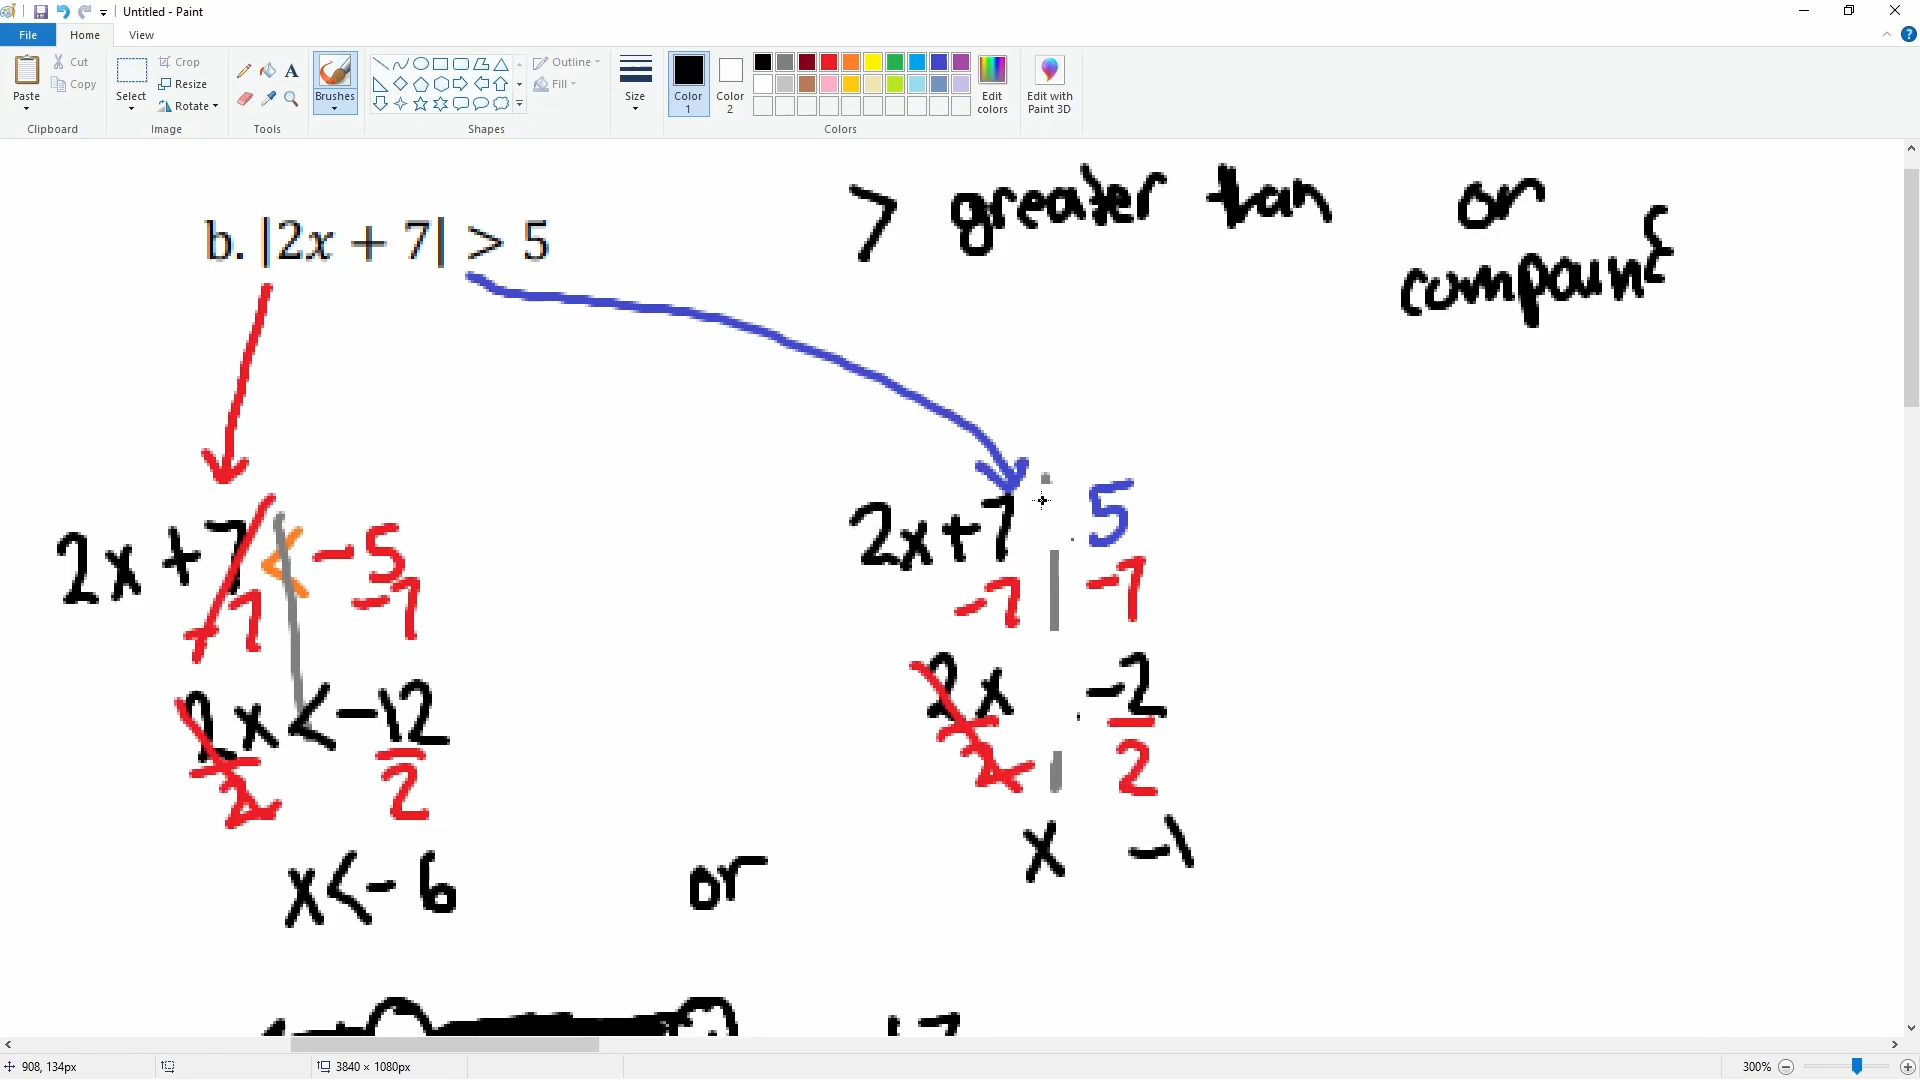 Untitled - Paint
File Home View
Paste
Cut
Copy
Clipboard
Select
Crop
Resize
Rotate
Image
A
Tools
Brushes
Outline
Fill
Shapes
Size
Color 1
Color 2
Edit colors
Edit with Paint 3D
Colors
> greater than or
compound
b. |2x + 7| > 5
2x + 7 < -5
-7 -7
2x < -12
2 2
x < -6
or
2x+7 5
-7 -7
2x -2
2 2
x -1
908, 134px
3840 × 1080px
300%